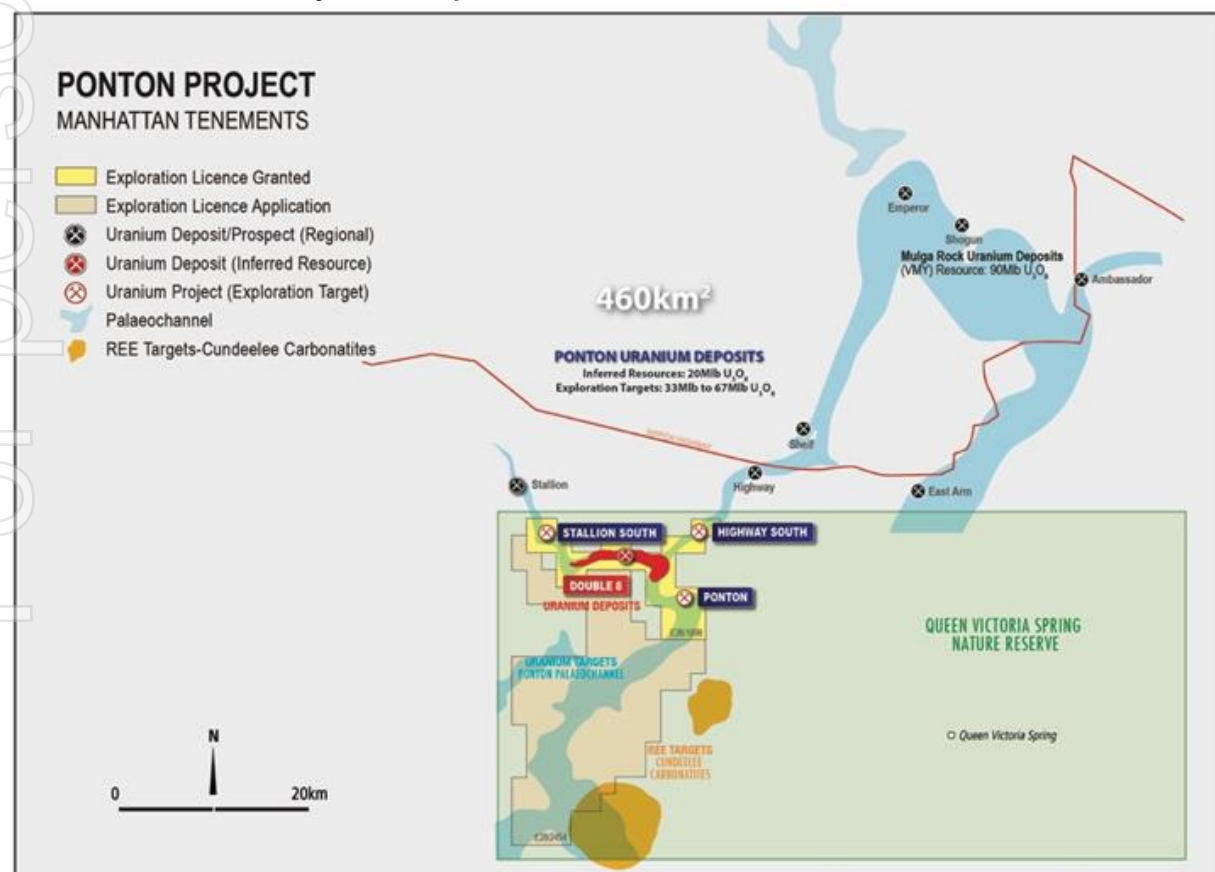 PONTON PROJECT
MANHATTAN TENEMENTS
Exploration Licence Granted
Exploration Licence Application
Uranium Deposit/Prospect (Regional)
Uranium Deposit (Inferred Resource)
Uranium Project (Exploration Target)
Palaeochannel
REE Targets-Cundeelee Carbonatites
460km²
PONTON URANIUM DEPOSITS
Inferred Resources: 20Mlb U₃O₈
Exploration Targets: 33Mlb to 67Mlb U₃O₈
Emperor
Shogun
Mulga Rock Uranium Deposits
(VMY) Resource: 90Mlb U₃O₈
Ambassador
Shelf
Highway
East Arm
Stallion
STALLION SOUTH
HIGHWAY SOUTH
DOUBLE 8
URANIUM DEPOSITS
PONTON
URANIUM TARGETS
PONTON PALAEOCHANNEL
REE TARGETS
CUNDEELEE
CARBONATITES
QUEEN VICTORIA SPRING
NATURE RESERVE
Queen Victoria Spring
N
0
20km